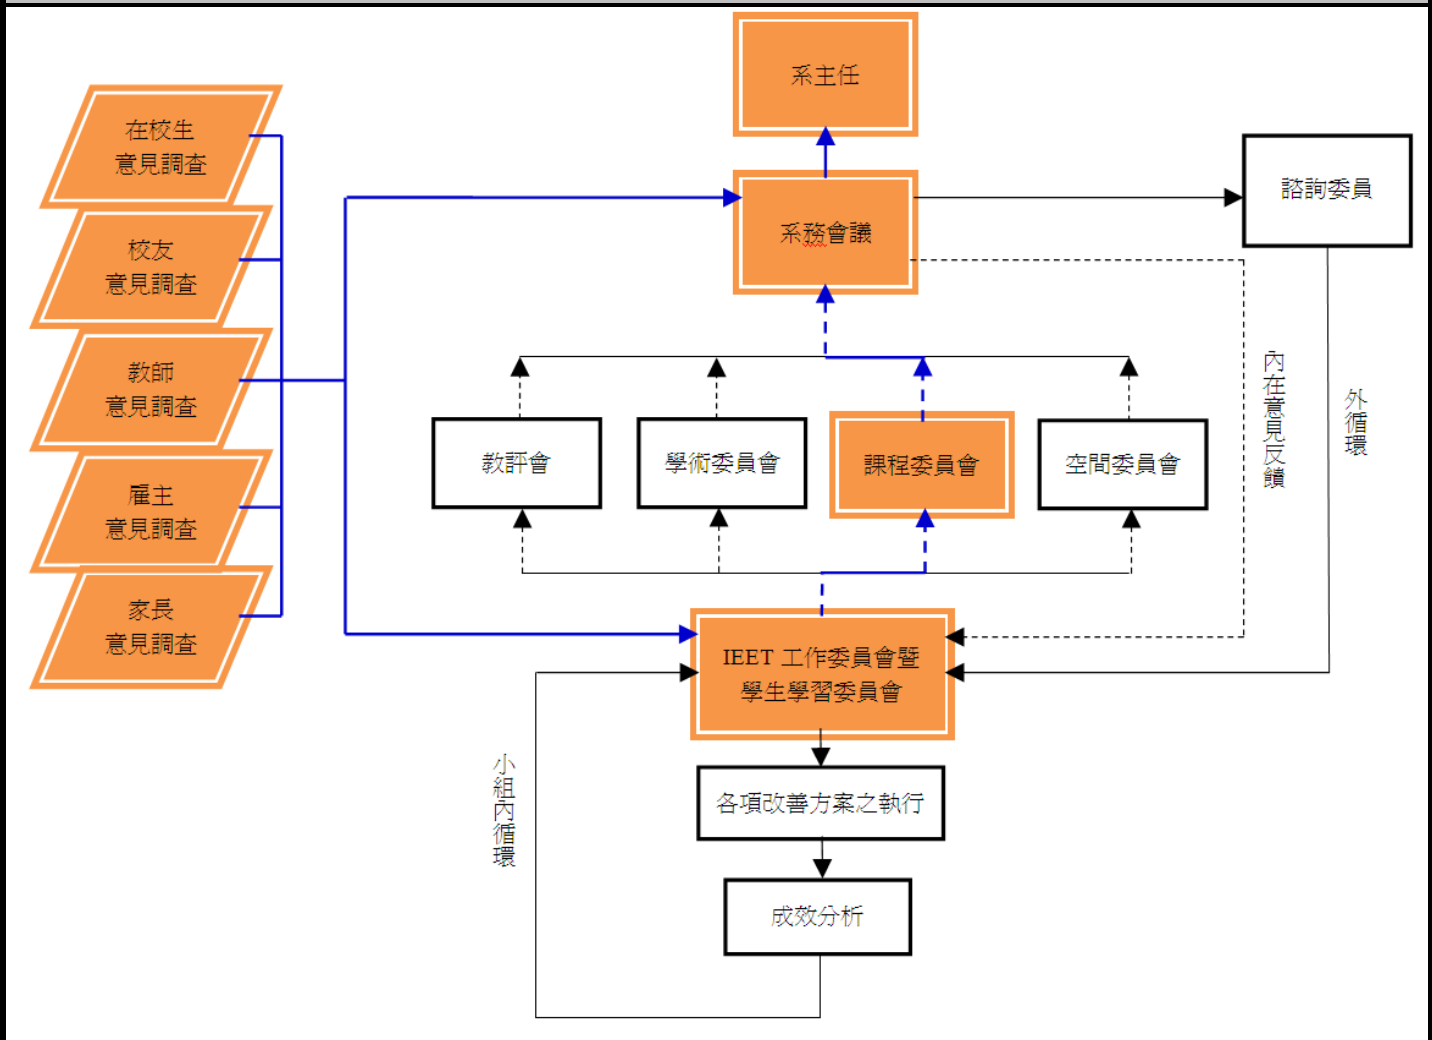 系主任
在校生
意見調查
校友
意見調查
教師
意見調查
雇主
意見調查
家長
意見調查
系務會議
諮詢委員
教評會
學術委員會
課程委員會
空間委員會
內在意見反饋
外循環
IEET 工作委員會暨
學生學習委員會
各項改善方案之執行
成效分析
小組內循環